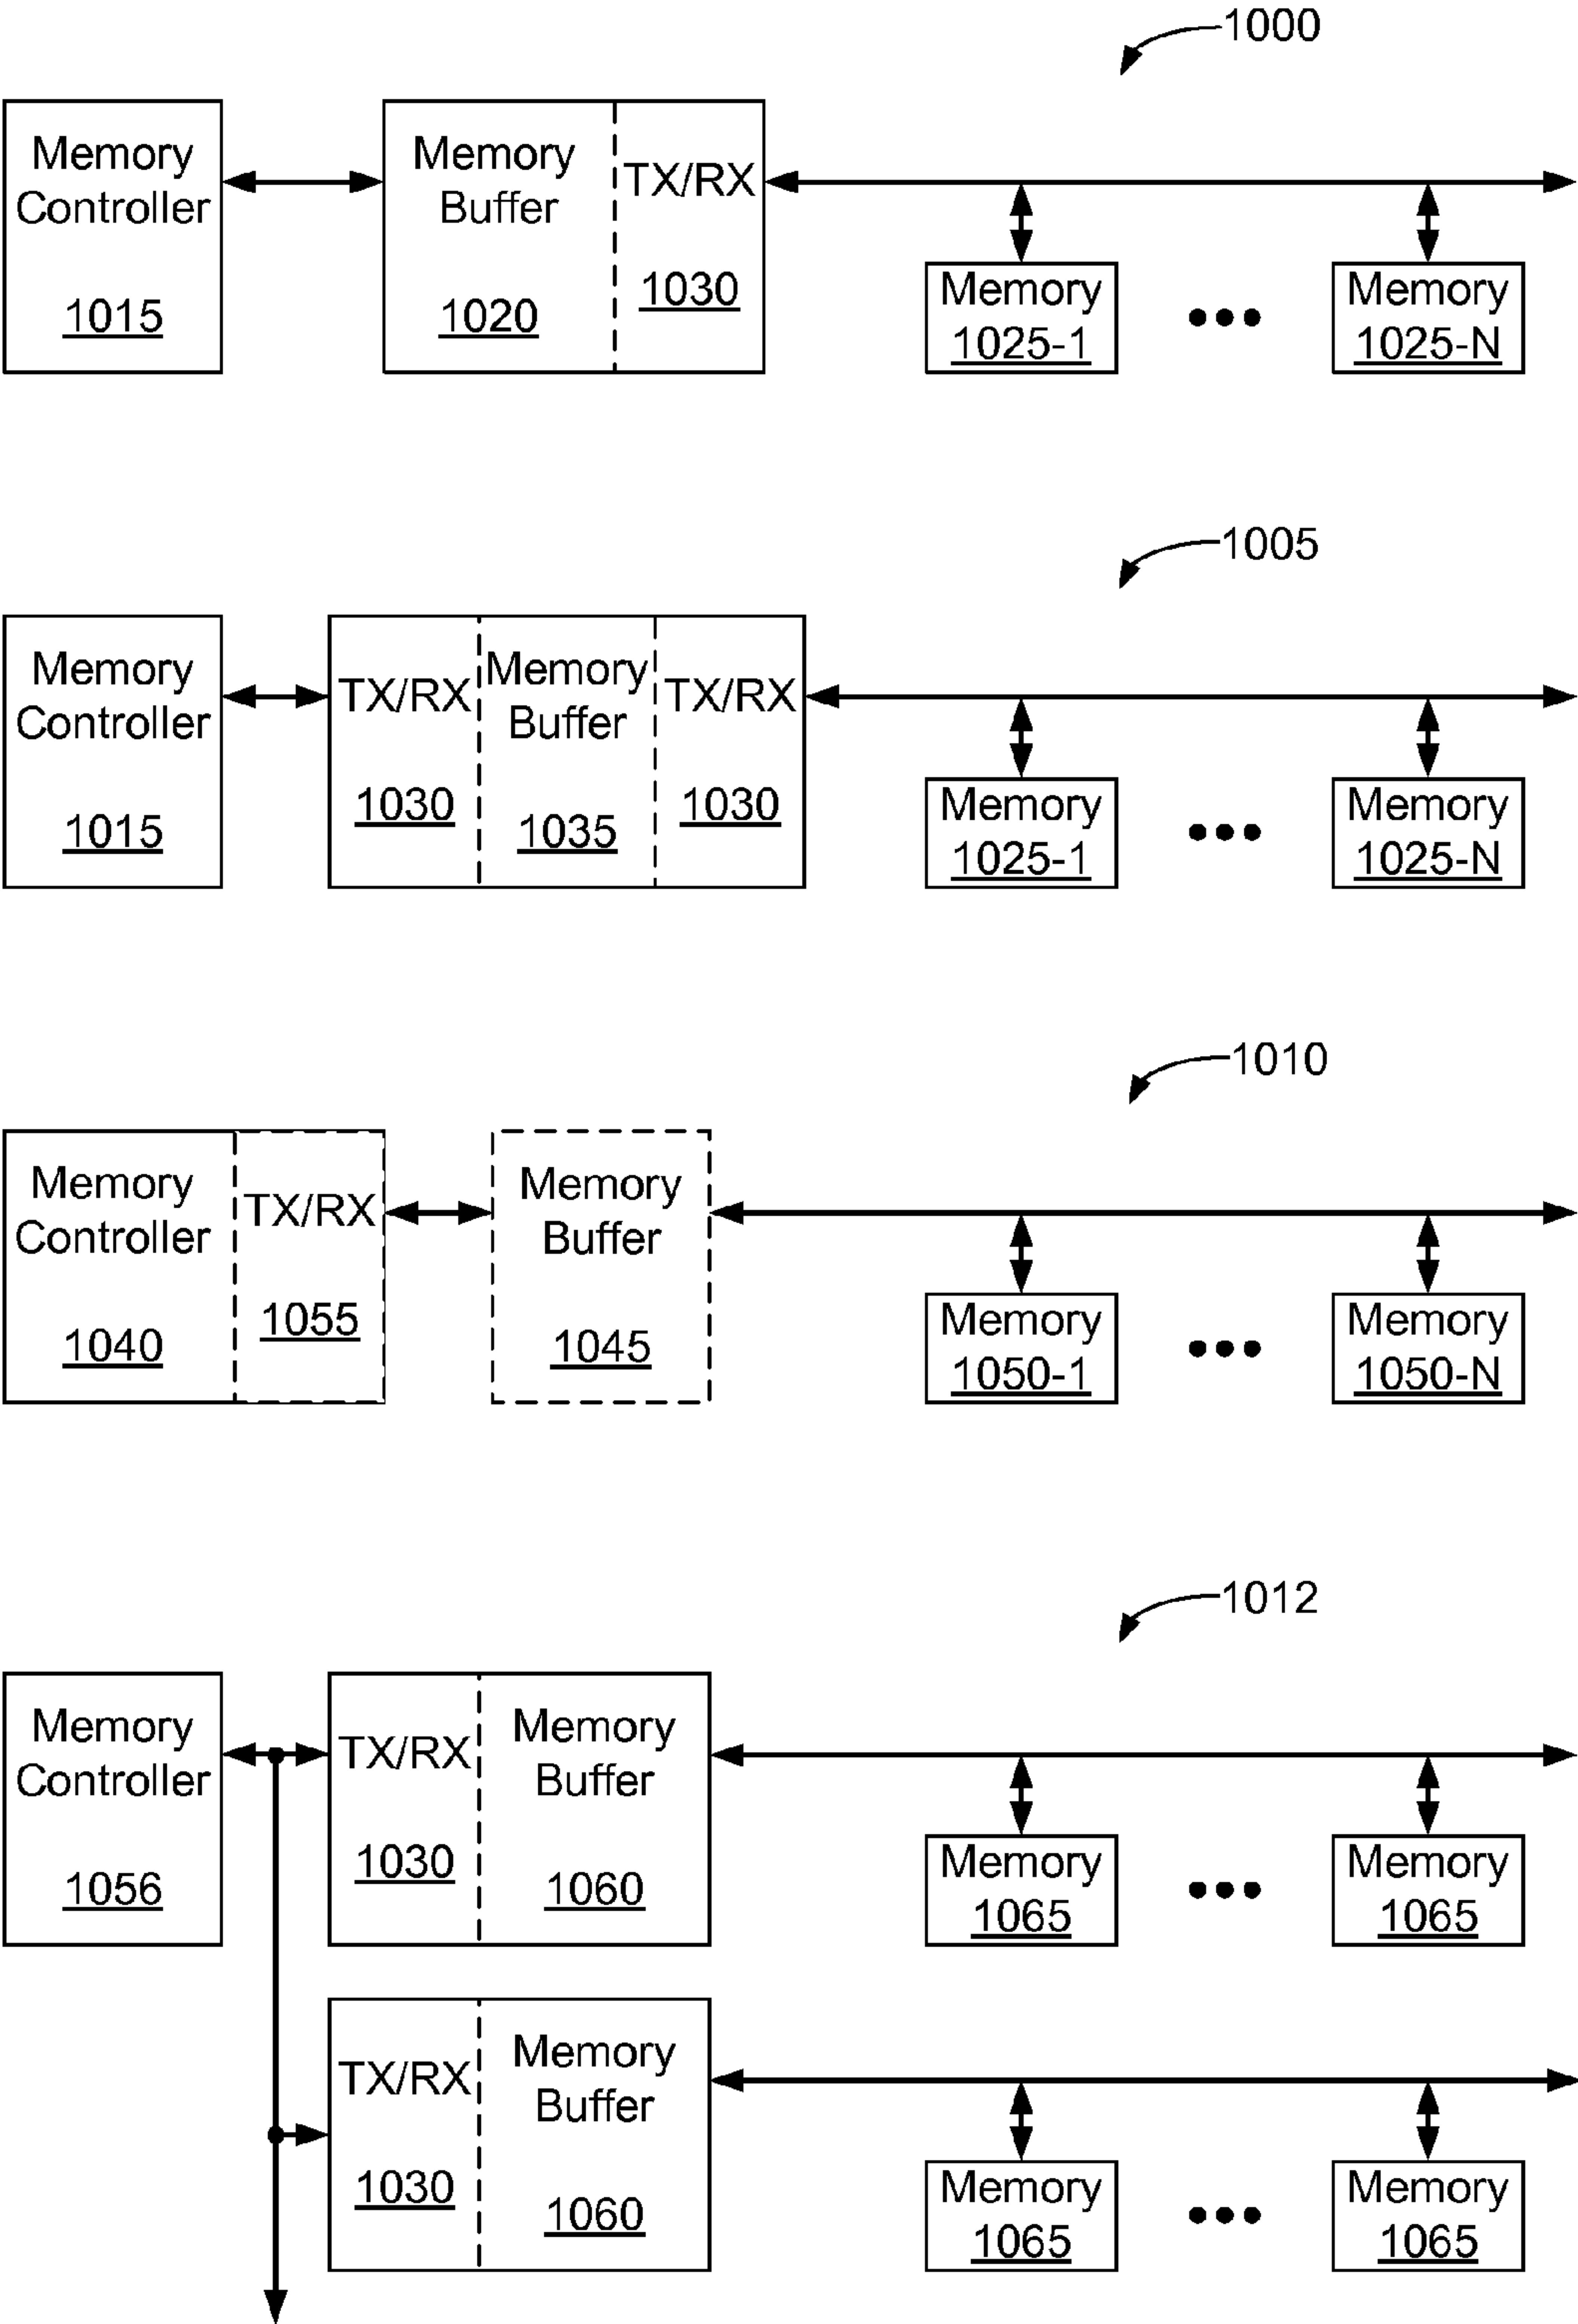 1000
Memory
Controller
1015
Memory
Buffer
1020
TX/RX
1030
Memory
1025-1
Memory
1025-N
1005
Memory
Controller
1015
TX/RX
1030
Memory
Buffer
1035
TX/RX
1030
Memory
1025-1
Memory
1025-N
1010
Memory
Controller
1040
TX/RX
1055
Memory
Buffer
1045
Memory
1050-1
Memory
1050-N
1012
Memory
Controller
1056
TX/RX
1030
Memory
Buffer
1060
Memory
1065
Memory
1065
TX/RX
1030
Memory
Buffer
1060
Memory
1065
Memory
1065